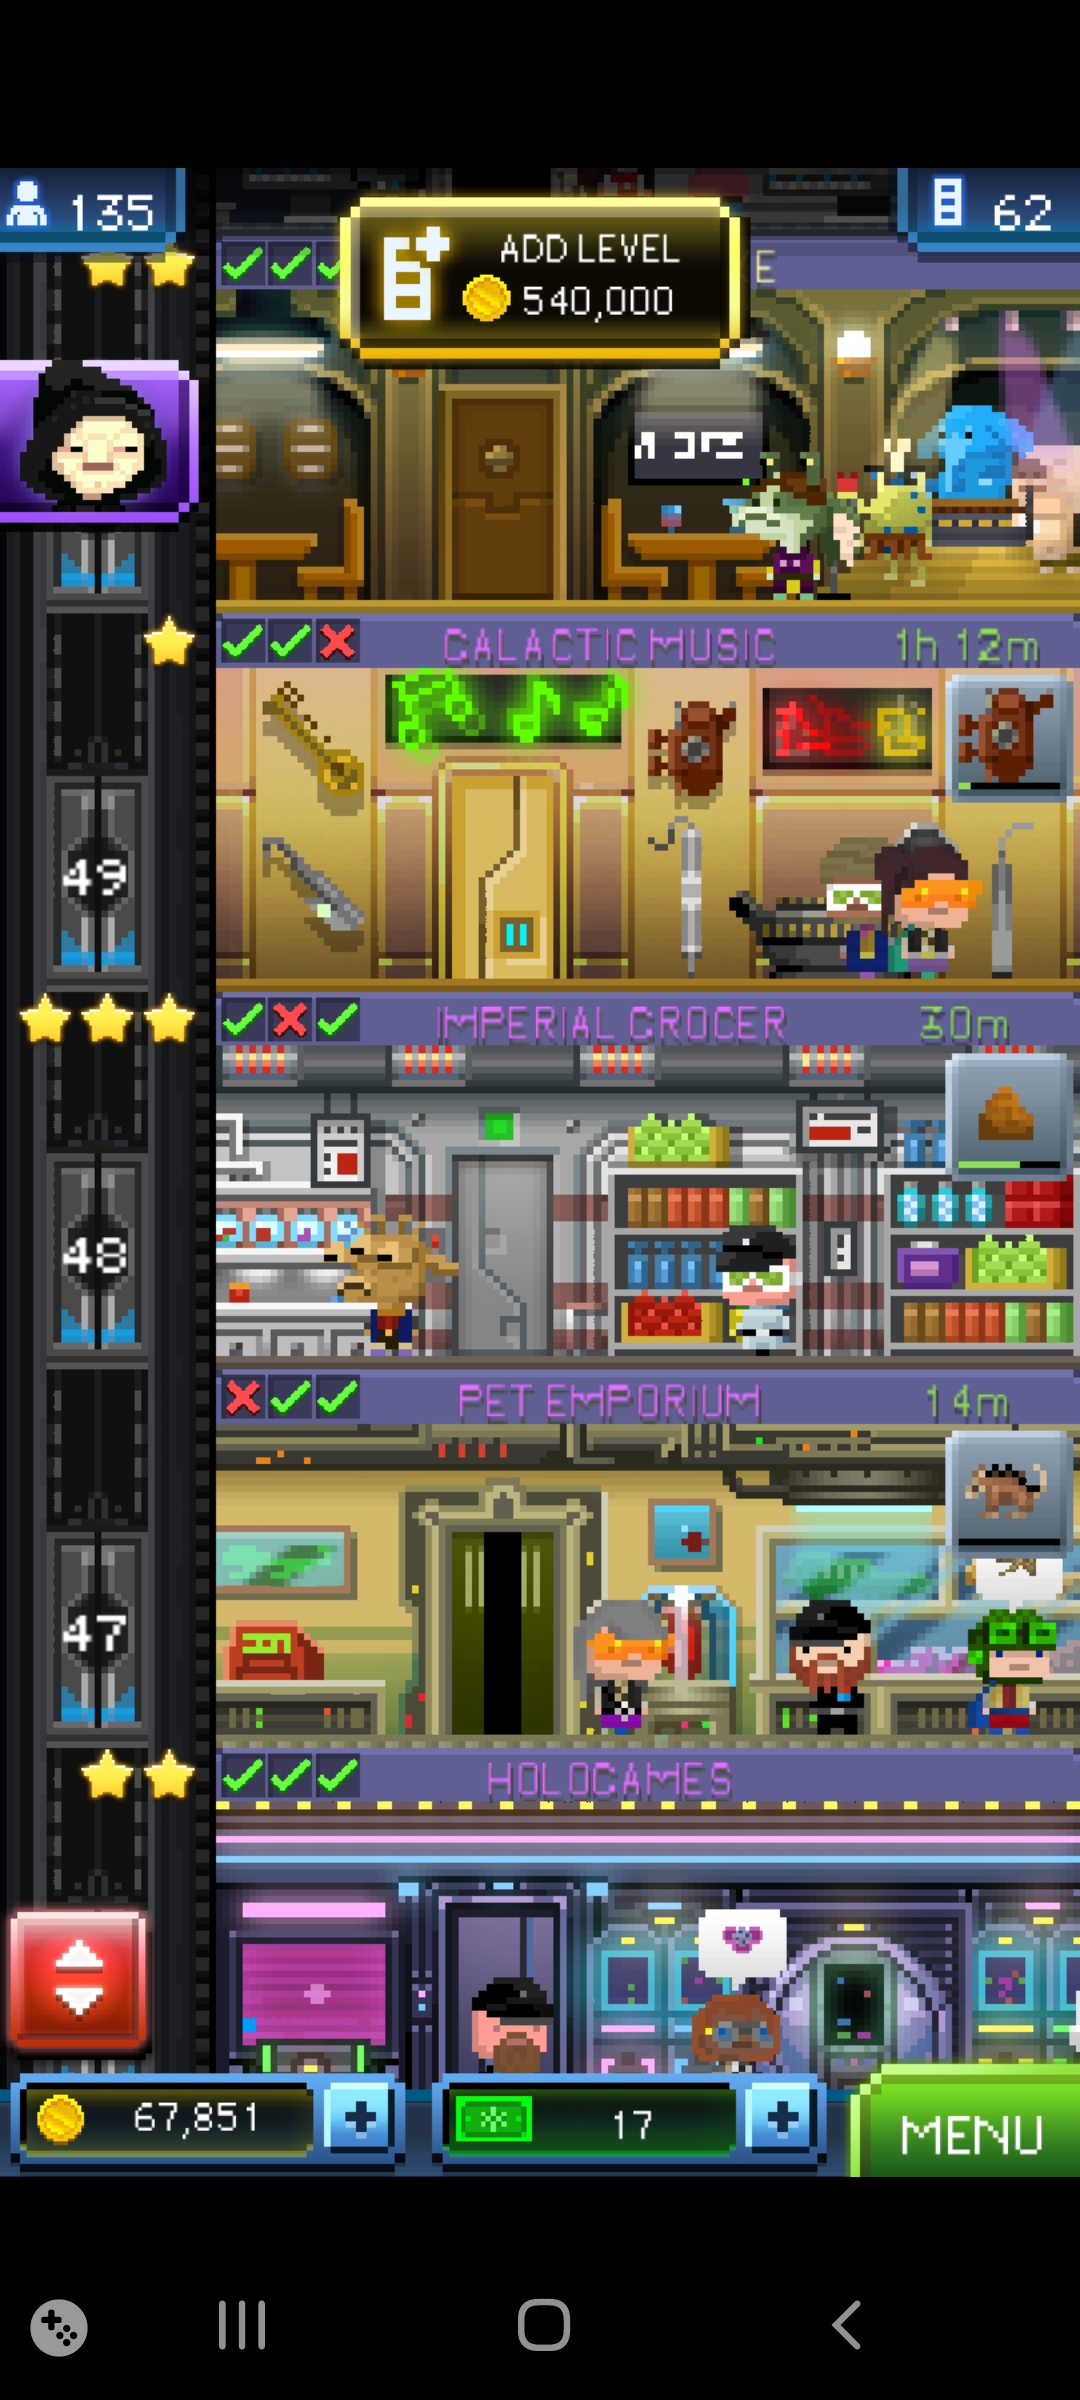 135
62
ADD LEVEL
540,000
E
GALACTIC MUSIC 1h 12m
49
IMPERIAL GROCER 30m
48
PET EMPORIUM 14m
47
HOLOGAMES
67,851
17
MENU